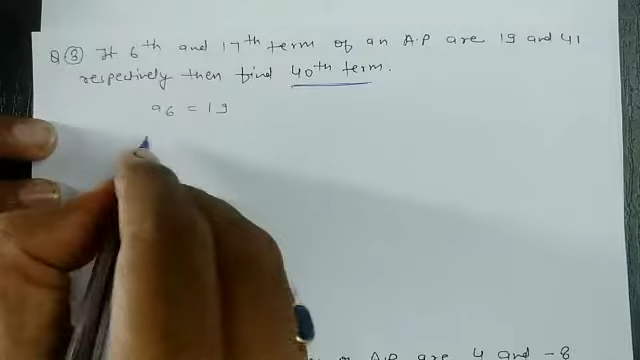 Q③ If 6th and 17th term of an A.P are 19 and 41
respectively then find 40th term.
a6 = 19
A.P are 4 and -8